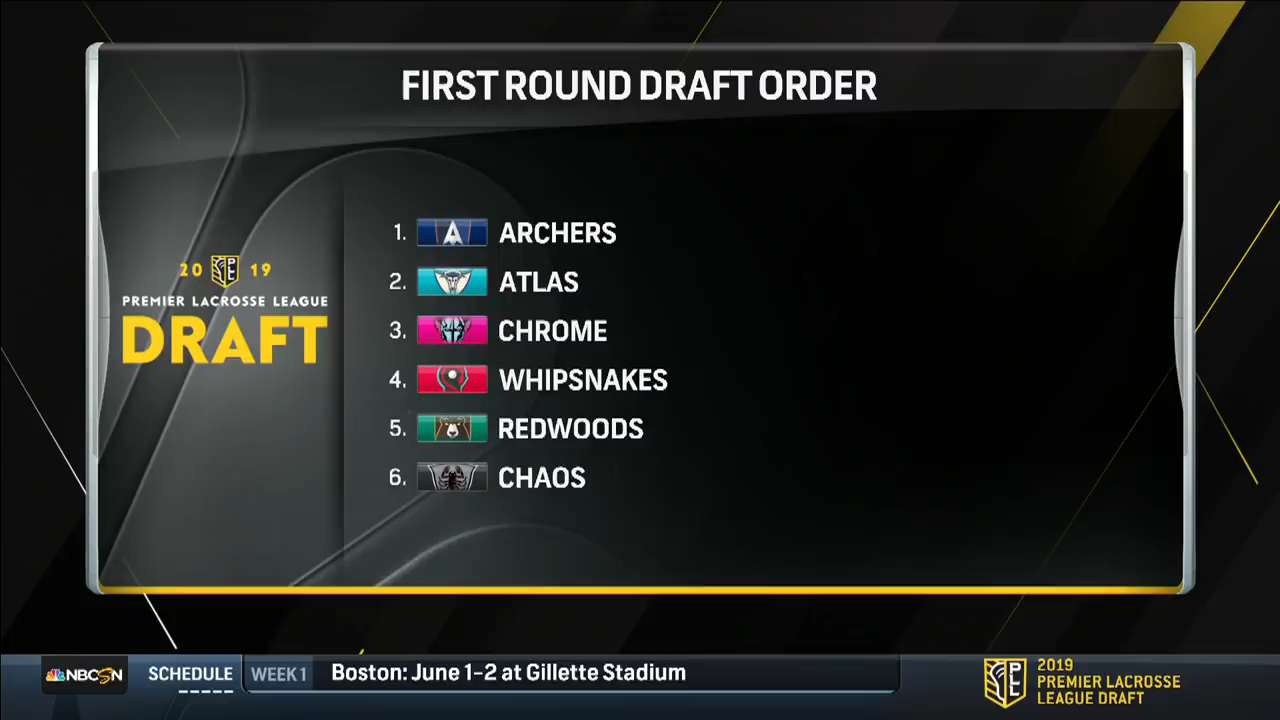 FIRST ROUND DRAFT ORDER
20 PL 19
PREMIER LACROSSE LEAGUE
DRAFT
1. ARCHERS
2. ATLAS
3. CHROME
4. WHIPSNAKES
5. REDWOODS
6. CHAOS
NBCSN
SCHEDULE
WEEK 1
Boston: June 1-2 at Gillette Stadium
2019
PREMIER LACROSSE
LEAGUE DRAFT